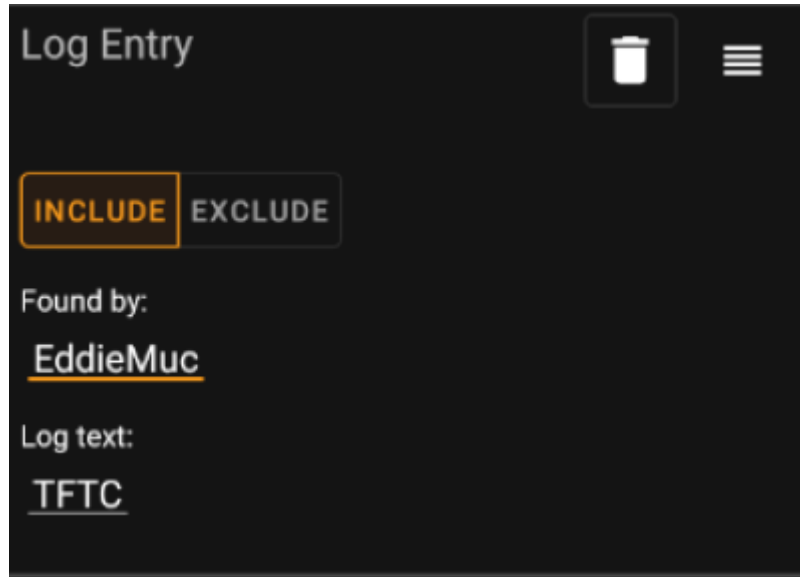 Log Entry
INCLUDE EXCLUDE
Found by:
EddieMuc
Log text:
TFTC